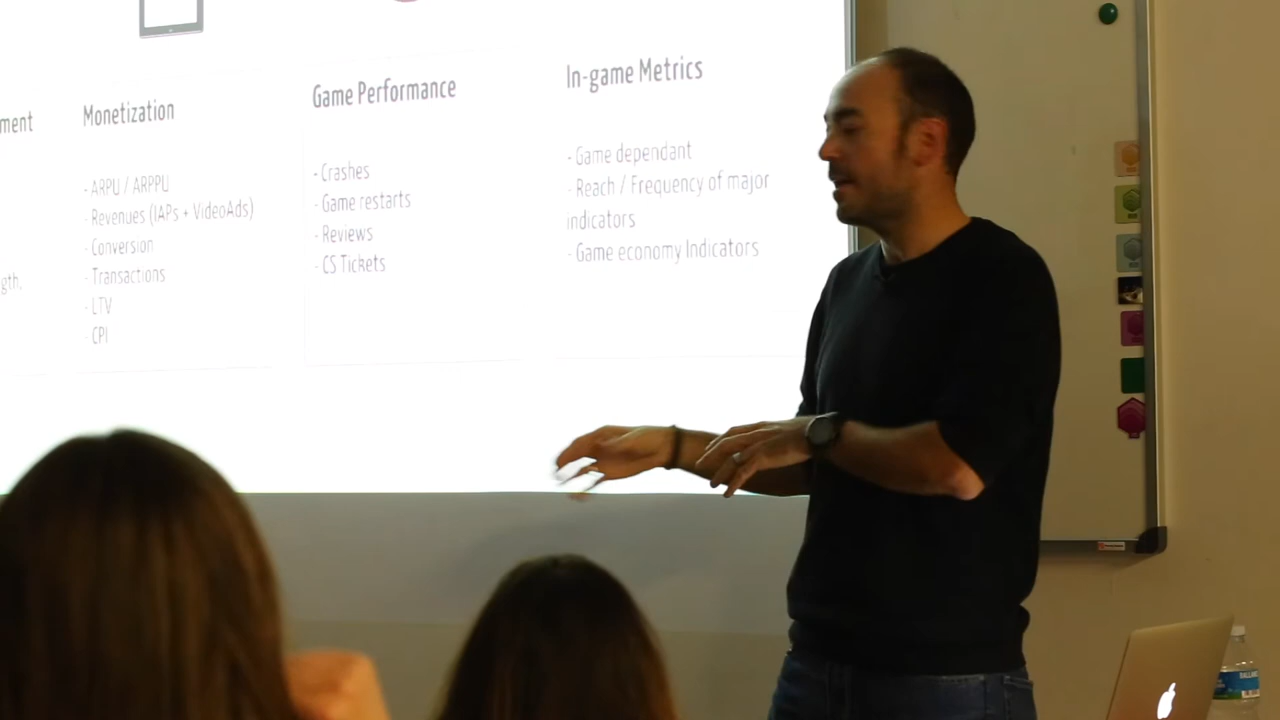 ment
gth,
Monetization
- ARPU / ARPPU
- Revenues (IAPs + VideoAds)
- Conversion
- Transactions
- LTV
- CPI
Game Performance
- Crashes
- Game restarts
- Reviews
- CS Tickets
In-game Metrics
- Game dependant
- Reach / Frequency of major
indicators
- Game economy Indicators